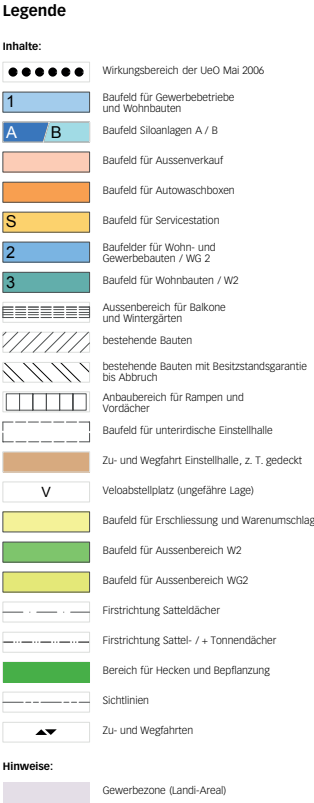 Legende
Inhalte:
Wirkungsbereich der UeO Mai 2006
1
Baufeld für Gewerbebetriebe
und Wohnbauten
A B
Baufeld Siloanlagen A / B
Baufeld für Aussenverkauf
Baufeld für Autowaschboxen
S
Baufeld für Servicestation
2
Baufelder für Wohn- und
Gewerbebauten / WG 2
3
Baufeld für Wohnbauten / W2
Aussenbereich für Balkone
und Wintergärten
bestehende Bauten
bestehende Bauten mit Besitzstandsgarantie
bis Abbruch
Anbaubereich für Rampen und
Vordächer
Baufeld für unterirdische Einstellhalle
Zu- und Wegfahrt Einstellhalle, z. T. gedeckt
V
Veloabstellplatz (ungefähre Lage)
Baufeld für Erschliessung und Warenumschlag
Baufeld für Aussenbereich W2
Baufeld für Aussenbereich WG2
Firstrichtung Satteldächer
Firstrichtung Sattel- / + Tonnendächer
Bereich für Hecken und Bepflanzung
Sichtlinien
Zu- und Wegfahrten
Hinweise:
Gewerbezone (Landi-Areal)